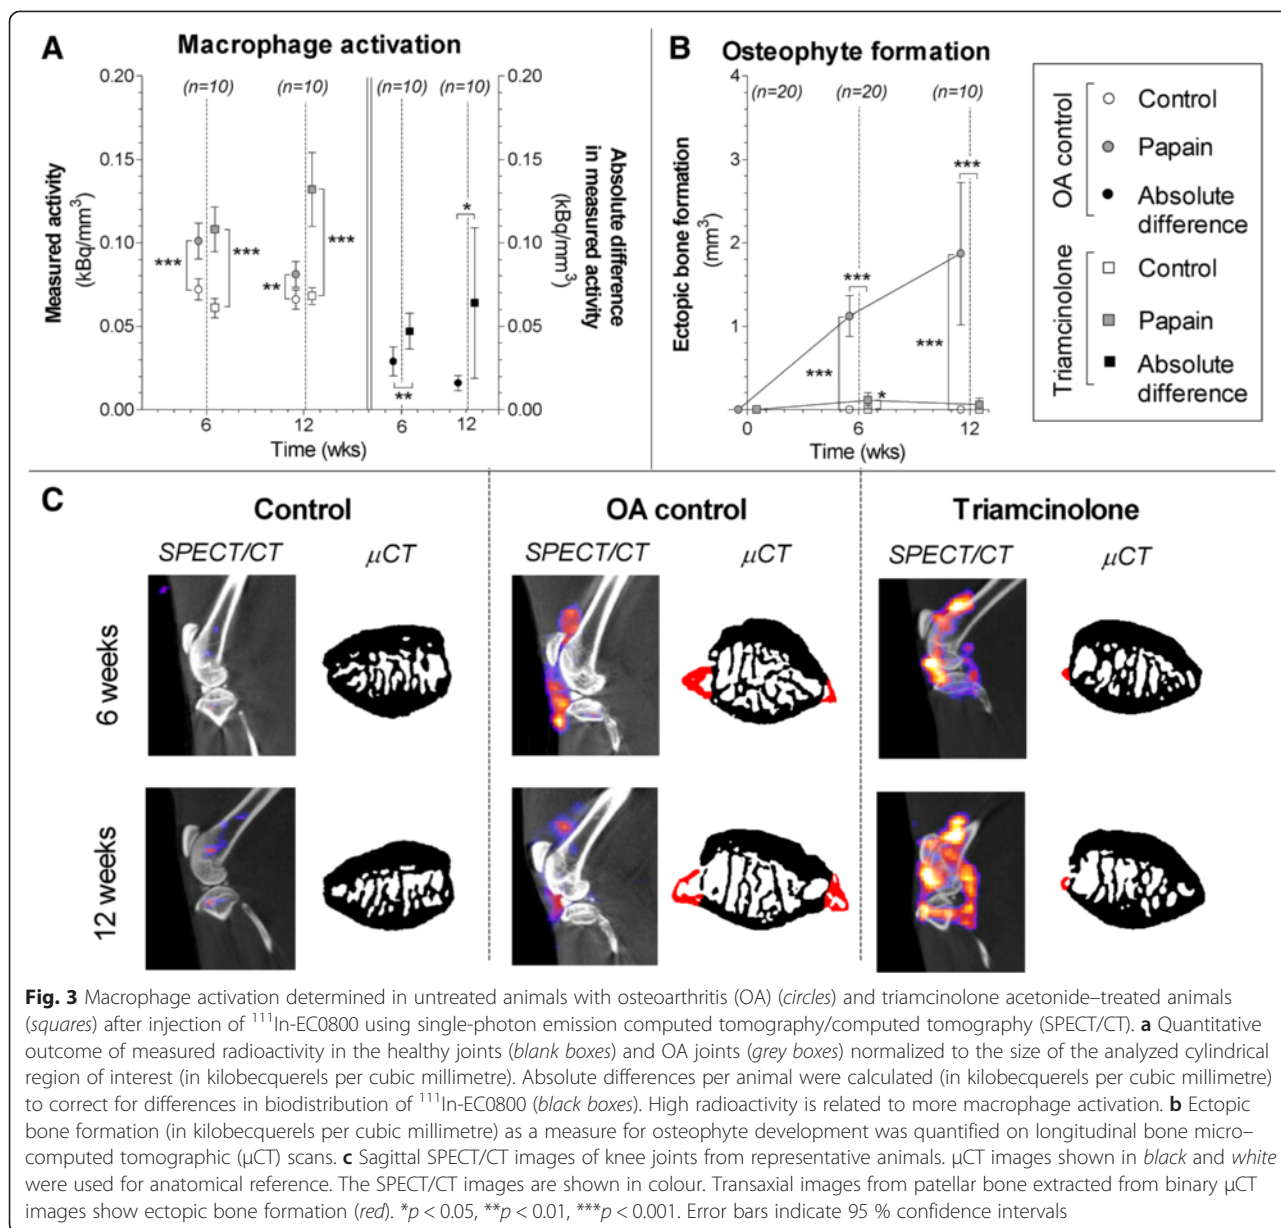 A
Macrophage activation
0.20
0.15
0.10
0.05
0.00
Measured activity
(kBq/mm³)
(n=10)
(n=10)
(n=10)
(n=10)
***
***
**
***
**
*
0.20
0.15
0.10
0.05
0.00
Absolute difference
in measured activity
(kBq/mm³)
6
12
6
12
Time (wks)
B
Osteophyte formation
4
3
2
1
Ectopic bone formation
(mm³)
(n=20)
(n=20)
(n=10)
***
***
***
***
*
0
6
12
Time (wks)
OA control
Control
Papain
Absolute
difference
Triamcinolone
Control
Papain
Absolute
difference
C
Control
OA control
Triamcinolone
SPECT/CT
μCT
SPECT/CT
μCT
SPECT/CT
μCT
6 weeks
12 weeks
Fig. 3 Macrophage activation determined in untreated animals with osteoarthritis (OA) (circles) and triamcinolone acetonide–treated animals
(squares) after injection of ¹¹¹In-EC0800 using single-photon emission computed tomography/computed tomography (SPECT/CT). a Quantitative
outcome of measured radioactivity in the healthy joints (blank boxes) and OA joints (grey boxes) normalized to the size of the analyzed cylindrical
region of interest (in kilobecquerels per cubic millimetre). Absolute differences per animal were calculated (in kilobecquerels per cubic millimetre)
to correct for differences in biodistribution of ¹¹¹In-EC0800 (black boxes). High radioactivity is related to more macrophage activation. b Ectopic
bone formation (in kilobecquerels per cubic millimetre) as a measure for osteophyte development was quantified on longitudinal bone micro–
computed tomographic (μCT) scans. c Sagittal SPECT/CT images of knee joints from representative animals. μCT images shown in black and white
were used for anatomical reference. The SPECT/CT images are shown in colour. Transaxial images from patellar bone extracted from binary μCT
images show ectopic bone formation (red). *p < 0.05, **p < 0.01, ***p < 0.001. Error bars indicate 95 % confidence intervals